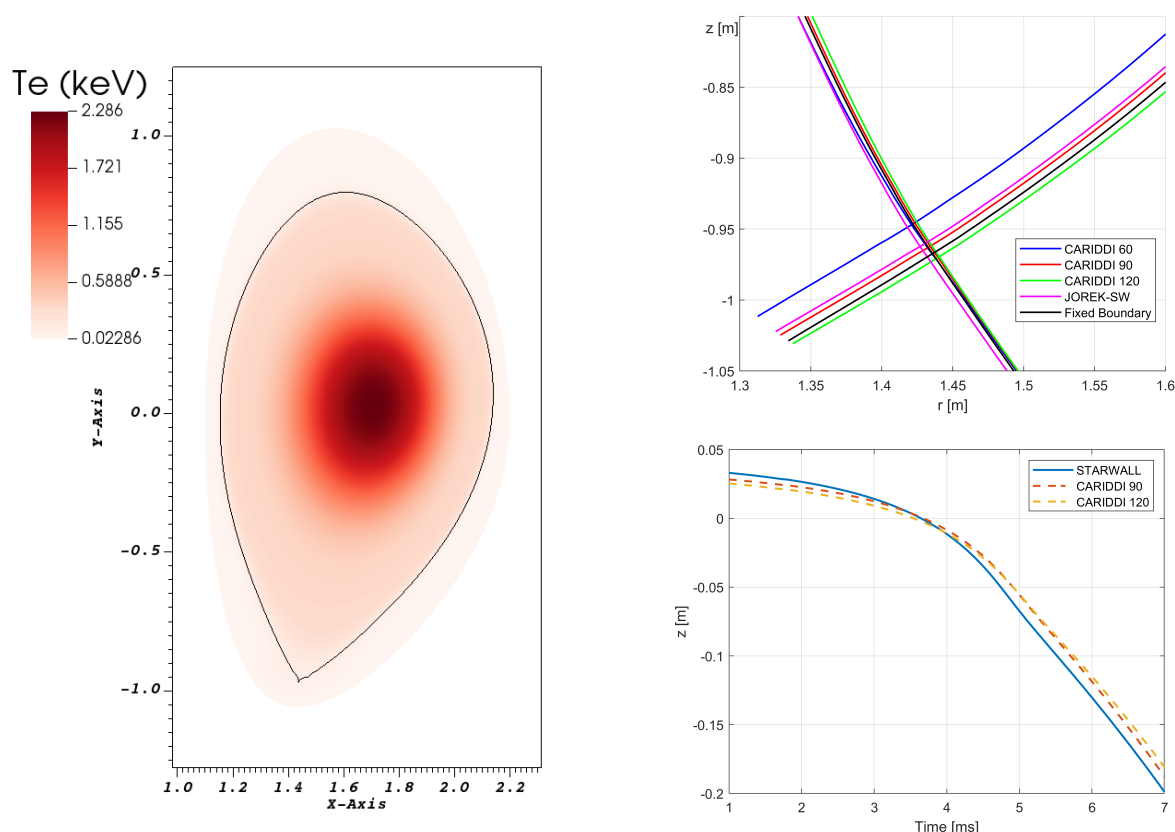 Te (keV)
2.286
1.721
1.155
0.5888
0.02286
1.0
0.5
0.0
-0.5
-1.0
Y-Axis
1.0 1.2 1.4 1.6 1.8 2.0 2.2
X-Axis
z [m]
-0.85
-0.9
-0.95
-1
-1.05
1.3 1.35 1.4 1.45 1.5 1.55 1.6
r [m]
CARIDDI 60
CARIDDI 90
CARIDDI 120
JOREK-SW
Fixed Boundary
0.05
0
-0.05
-0.1
-0.15
-0.2
z [m]
1 2 3 4 5 6 7
Time [ms]
STARWALL
CARIDDI 90
CARIDDI 120